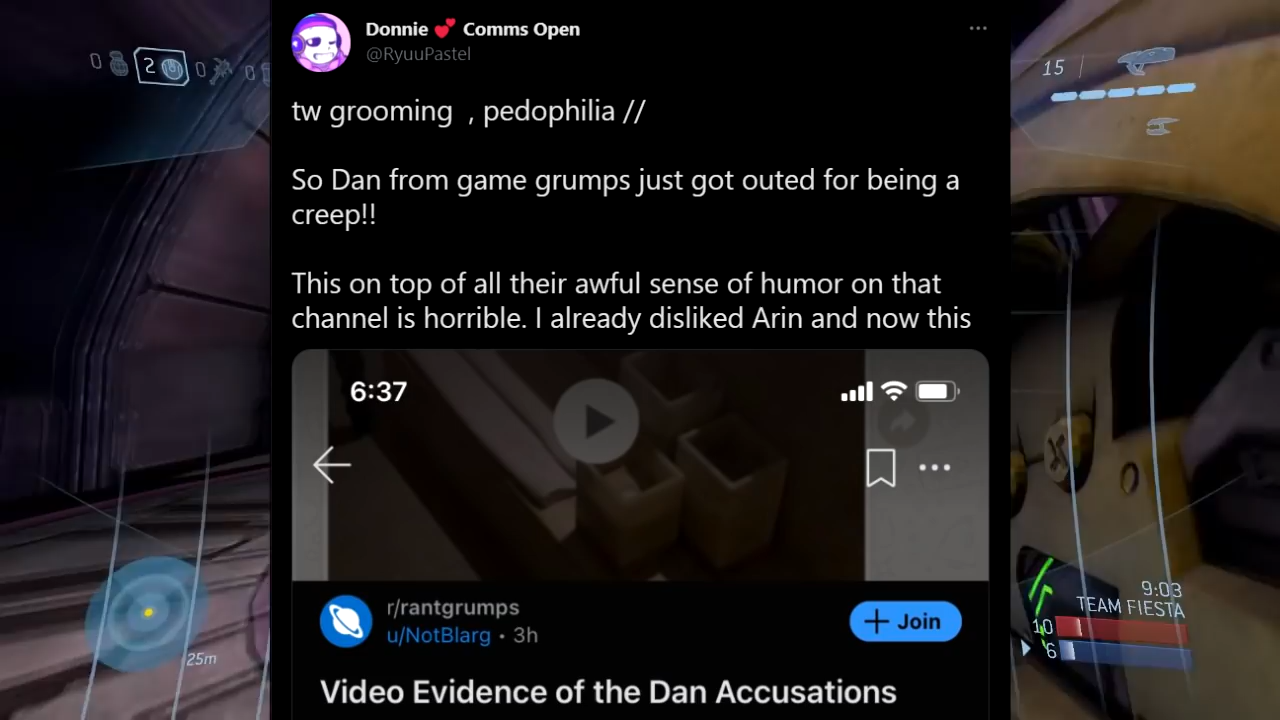 Donnie 💕 Comms Open
@RyuuPastel
tw grooming , pedophilia //
So Dan from game grumps just got outed for being a
creep!!
This on top of all their awful sense of humor on that
channel is horrible. I already disliked Arin and now this
6:37
r/rantgrumps
u/NotBlarg • 3h
Join
Video Evidence of the Dan Accusations
0 2 0 0
15
25m
9:03
TEAM FIESTA
10
6